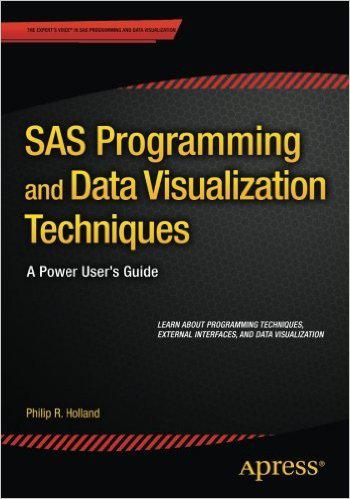 THE EXPERT'S VOICE® IN SAS PROGRAMMING AND DATA VISUALIZATION
SAS Programming
and Data Visualization
Techniques
A Power User's Guide
LEARN ABOUT PROGRAMMING TECHNIQUES,
EXTERNAL INTERFACES, AND DATA VISUALIZATION
Philip R. Holland
Apress®